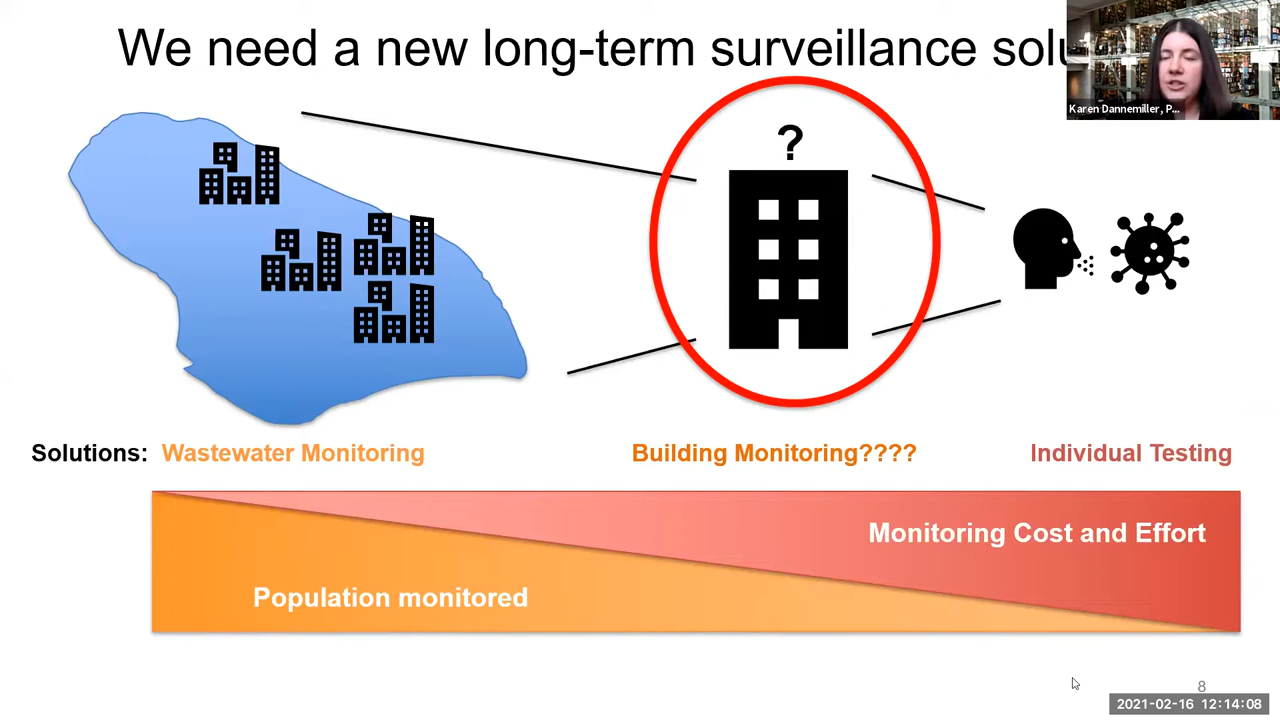 We need a new long-term surveillance solu
Karen Dannemiller, P...
?
Solutions: Wastewater Monitoring
Building Monitoring????
Individual Testing
Monitoring Cost and Effort
Population monitored
8
2021-02-16 12:14:08